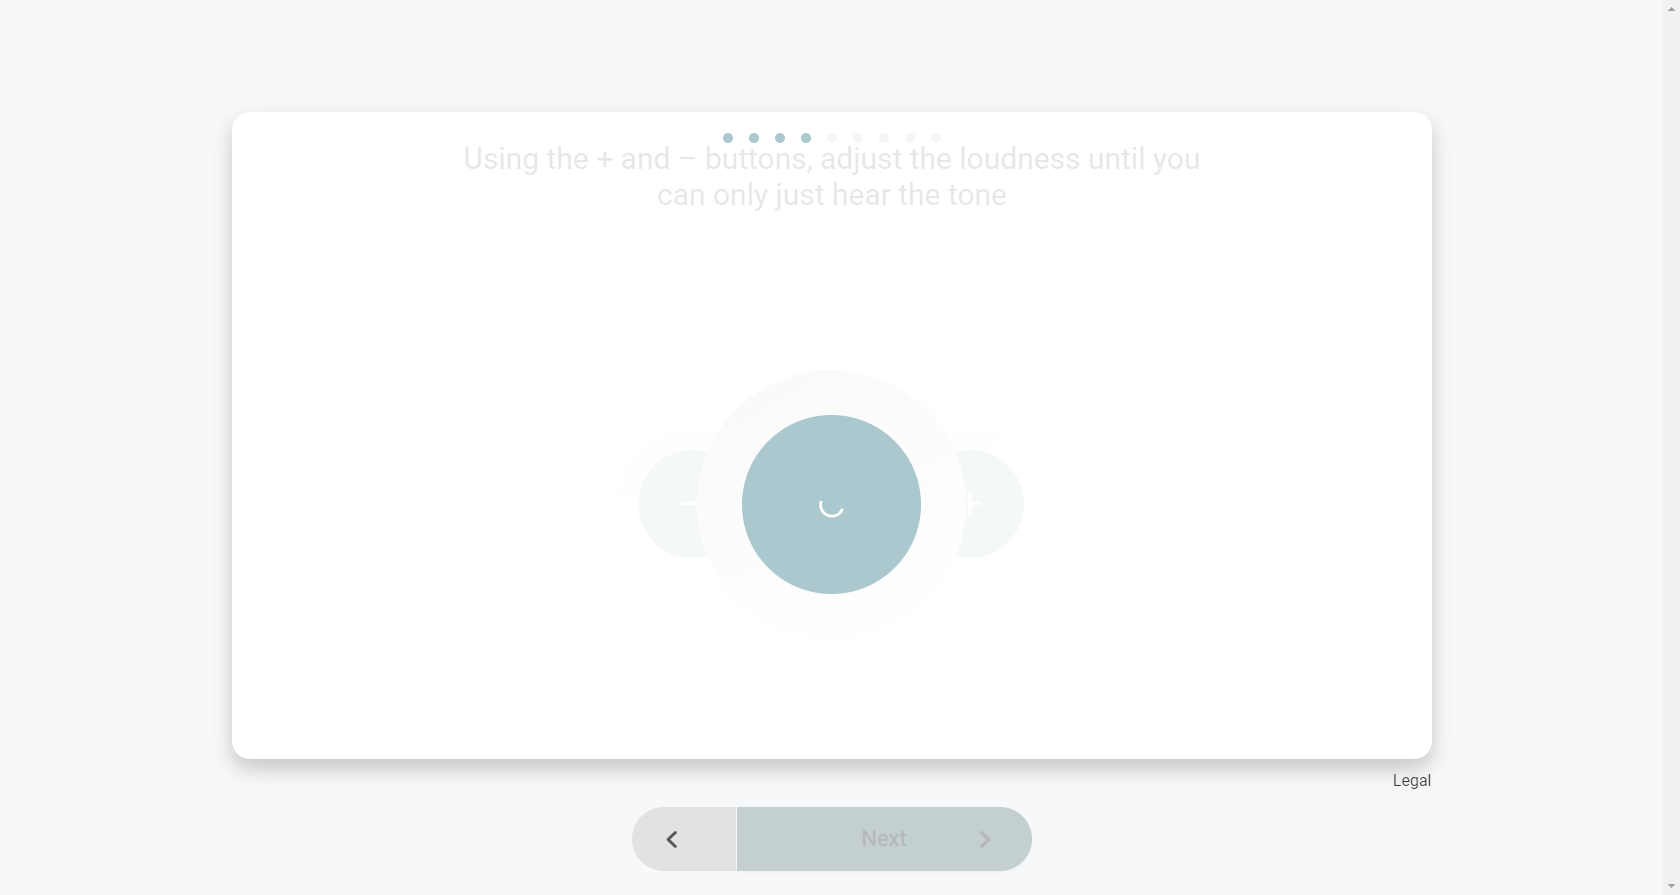 Using the + and – buttons, adjust the loudness until you
can only just hear the tone
– +
Legal
Next